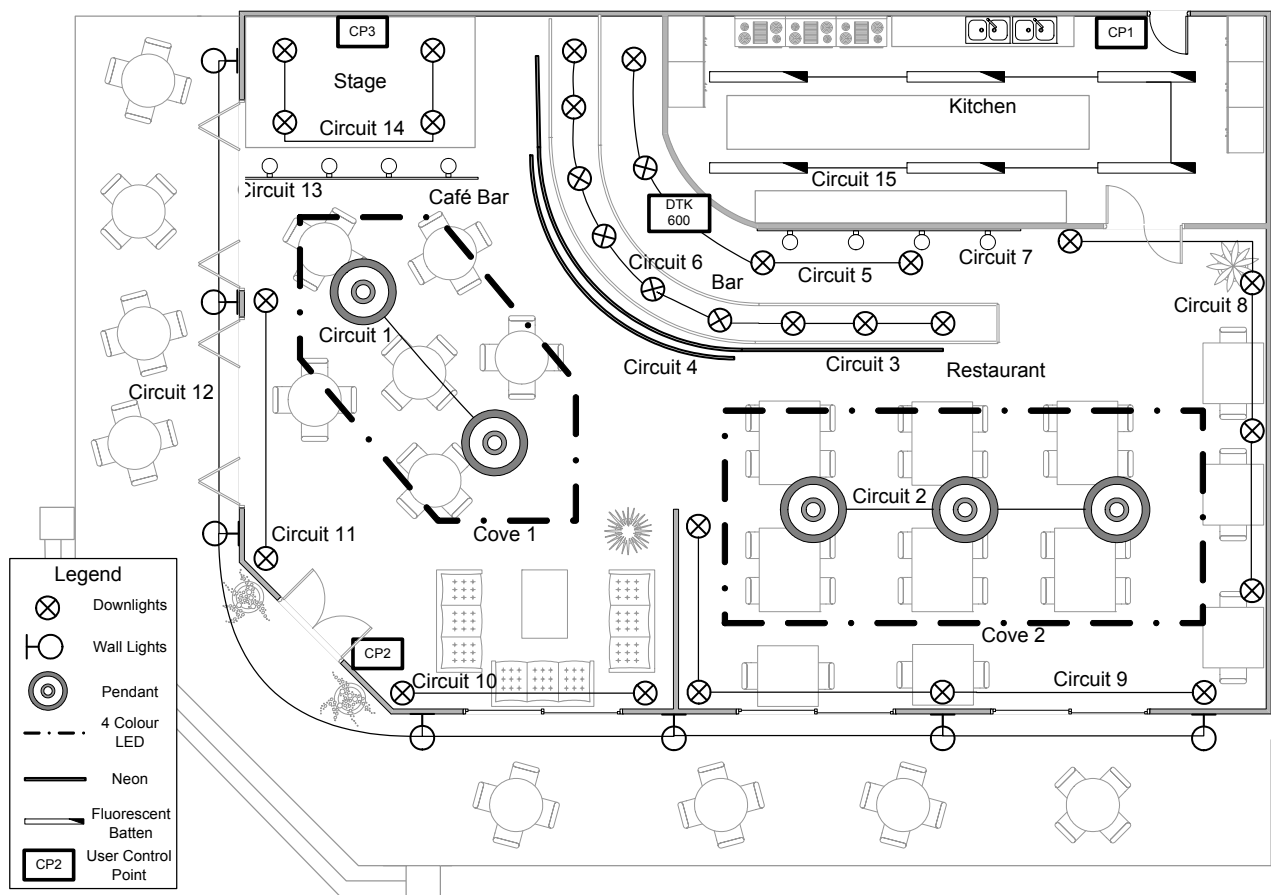 CP3
CP1
Stage
Kitchen
Circuit 14
Circuit 13
Café Bar
Circuit 15
DTK
600
Circuit 6
Bar
Circuit 5
Circuit 7
Circuit 8
Circuit 1
Circuit 4
Circuit 3
Restaurant
Circuit 12
Circuit 2
Circuit 11
Cove 1
Cove 2
CP2
Circuit 10
Circuit 9
Legend
Downlights
Wall Lights
Pendant
4 Colour
LED
Neon
Fluorescent
Batten
CP2
User Control
Point